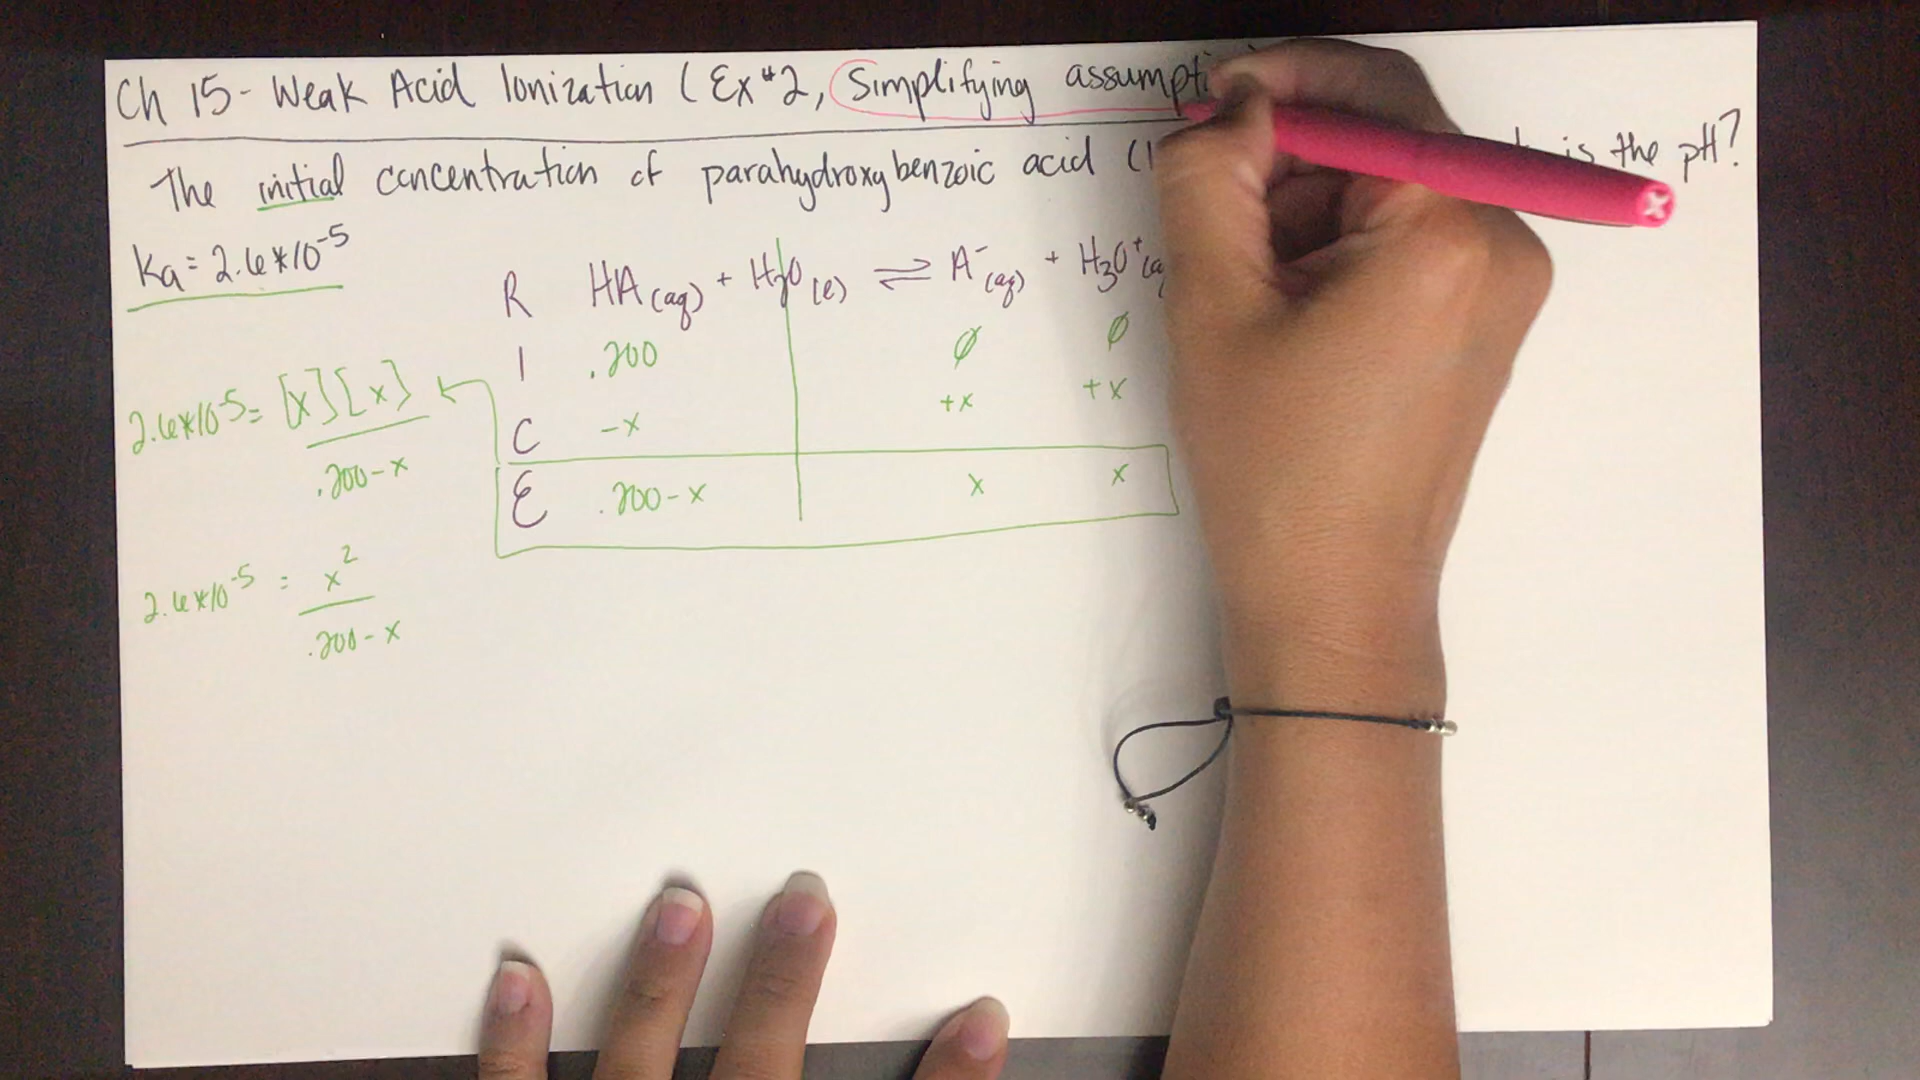 Ch 15 - Weak Acid Ionization (Ex #2, Simplifying assumpti
The initial concentration of parahydroxybenzoic acid ( is the pH?
Ka = 2.6*10^-5
R HA(aq) + H2O(l) ⇌ A^-(aq) + H3O^+(a
I .200 ∅ ∅
C -x +x +x
E .200-x x x
2.6*10^-5 = [x][x]
.200-x
2.6*10^-5 = x^2
.200-x